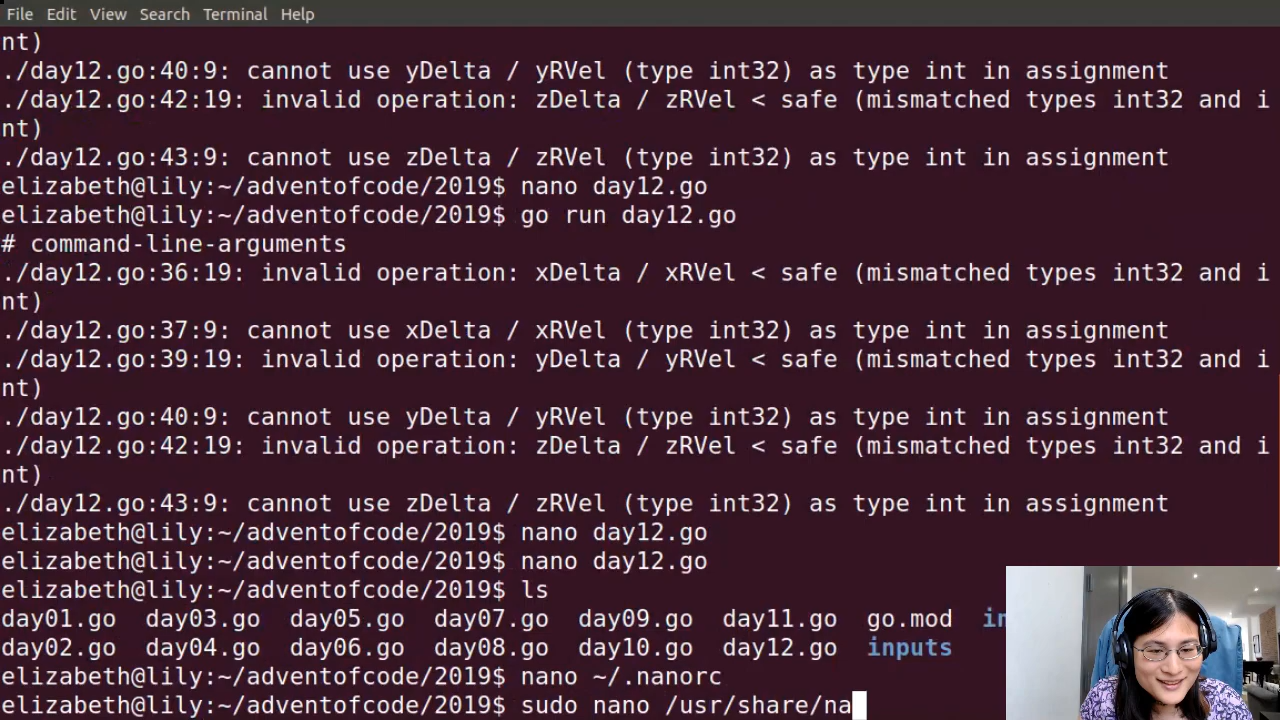 File Edit View Search Terminal Help
nt)
./day12.go:40:9: cannot use yDelta / yRVel (type int32) as type int in assignment
./day12.go:42:19: invalid operation: zDelta / zRVel < safe (mismatched types int32 and i
nt)
./day12.go:43:9: cannot use zDelta / zRVel (type int32) as type int in assignment
elizabeth@lily:~/adventofcode/2019$ nano day12.go
elizabeth@lily:~/adventofcode/2019$ go run day12.go
# command-line-arguments
./day12.go:36:19: invalid operation: xDelta / xRVel < safe (mismatched types int32 and i
nt)
./day12.go:37:9: cannot use xDelta / xRVel (type int32) as type int in assignment
./day12.go:39:19: invalid operation: yDelta / yRVel < safe (mismatched types int32 and i
nt)
./day12.go:40:9: cannot use yDelta / yRVel (type int32) as type int in assignment
./day12.go:42:19: invalid operation: zDelta / zRVel < safe (mismatched types int32 and i
nt)
./day12.go:43:9: cannot use zDelta / zRVel (type int32) as type int in assignment
elizabeth@lily:~/adventofcode/2019$ nano day12.go
elizabeth@lily:~/adventofcode/2019$ nano day12.go
elizabeth@lily:~/adventofcode/2019$ ls
day01.go day03.go day05.go day07.go day09.go day11.go go.mod
day02.go day04.go day06.go day08.go day10.go day12.go inputs
elizabeth@lily:~/adventofcode/2019$ nano ~/.nanorc
elizabeth@lily:~/adventofcode/2019$ sudo nano /usr/share/na